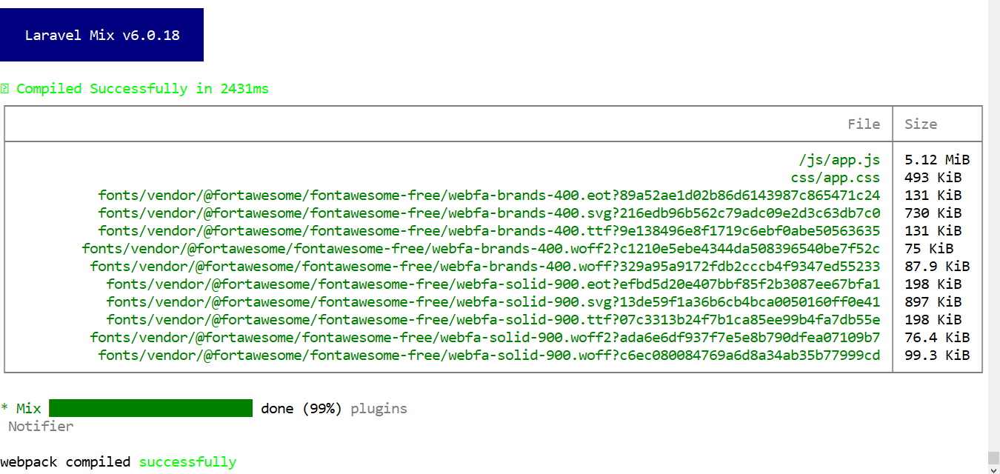 Laravel Mix v6.0.18
Compiled Successfully in 2431ms
File Size
/js/app.js 5.12 MiB
css/app.css 493 KiB
fonts/vendor/@fortawesome/fontawesome-free/webfa-brands-400.eot?89a52ae1d02b86d6143987c865471c24 131 KiB
fonts/vendor/@fortawesome/fontawesome-free/webfa-brands-400.svg?216edb96b562c79adc09e2d3c63db7c0 730 KiB
fonts/vendor/@fortawesome/fontawesome-free/webfa-brands-400.ttf?9e138496e8f1719c6ebf0abe50563635 131 KiB
fonts/vendor/@fortawesome/fontawesome-free/webfa-brands-400.woff2?c1210e5ebe4344da508396540be7f52c 75 KiB
fonts/vendor/@fortawesome/fontawesome-free/webfa-brands-400.woff?329a95a9172fdb2cccb4f9347ed55233 87.9 KiB
fonts/vendor/@fortawesome/fontawesome-free/webfa-solid-900.eot?efbd5d20e407bbf85f2b3087ee67bfa1 198 KiB
fonts/vendor/@fortawesome/fontawesome-free/webfa-solid-900.svg?13de59f1a36b6cb4bca0050160ff0e41 897 KiB
fonts/vendor/@fortawesome/fontawesome-free/webfa-solid-900.ttf?07c3313b24f7b1ca85ee99b4fa7db55e 198 KiB
fonts/vendor/@fortawesome/fontawesome-free/webfa-solid-900.woff2?ada6e6df937f7e5e8b790dfea07109b7 76.4 KiB
fonts/vendor/@fortawesome/fontawesome-free/webfa-solid-900.woff?c6ec080084769a6d8a34ab35b77999cd 99.3 KiB
* Mix done (99%) plugins
Notifier
webpack compiled successfully